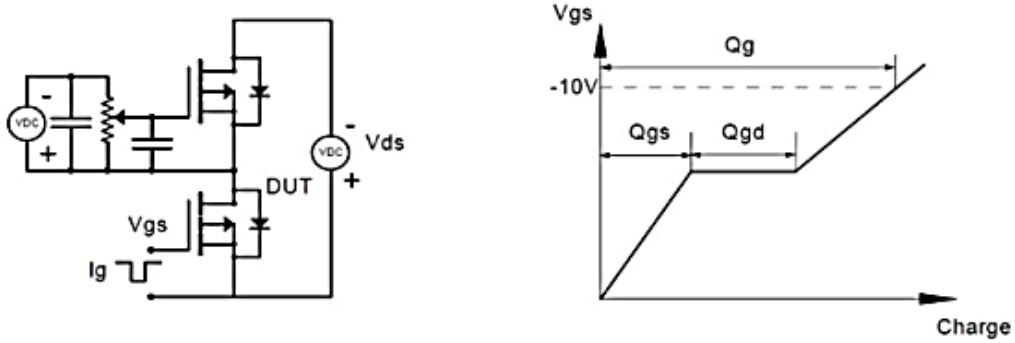 -
VDC
+
-
VDC
+
Vds
DUT
Vgs
Ig
Vgs
Qg
-10V
Qgs
Qgd
Charge